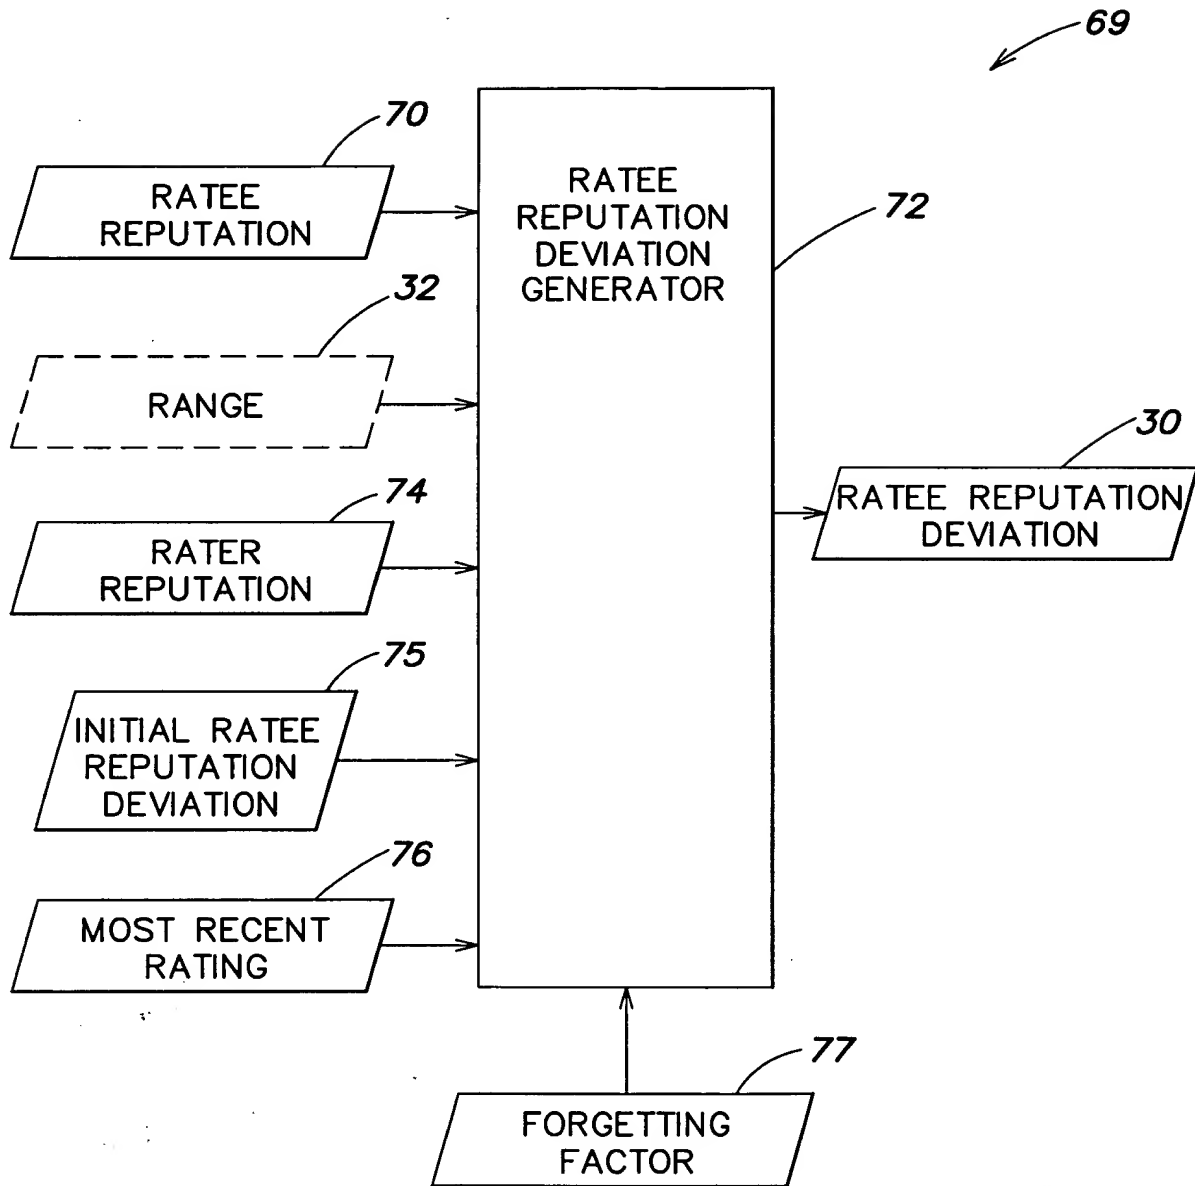 69
70
RATEE
REPUTATION
32
RANGE
74
RATER
REPUTATION
75
INITIAL RATEE
REPUTATION
DEVIATION
76
MOST RECENT
RATING
RATEE
REPUTATION
DEVIATION
GENERATOR
72
30
RATEE REPUTATION
DEVIATION
77
FORGETTING
FACTOR